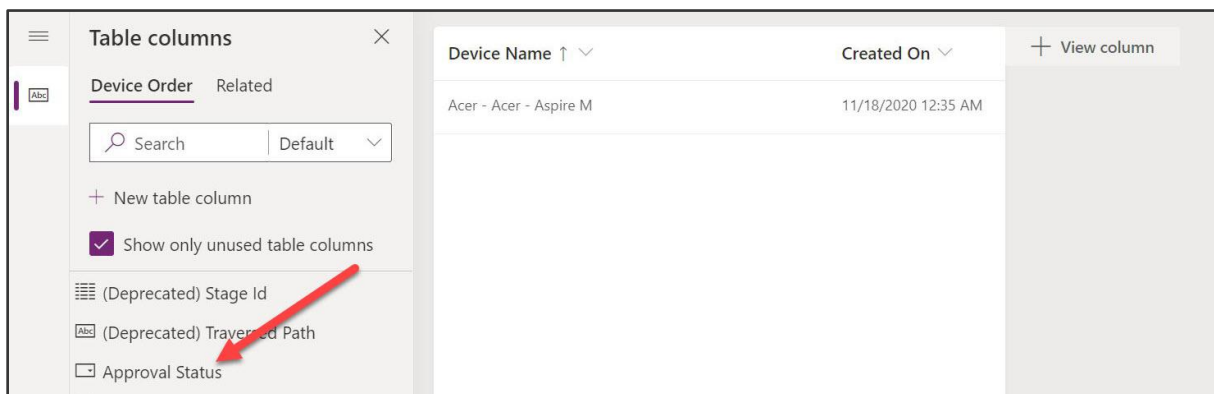 Table columns
Device Order Related
Abc
Search Default
+ New table column
Show only unused table columns
(Deprecated) Stage Id
Abc (Deprecated) Traversed Path
Approval Status
Device Name ↑ Created On
+ View column
Acer - Acer - Aspire M 11/18/2020 12:35 AM